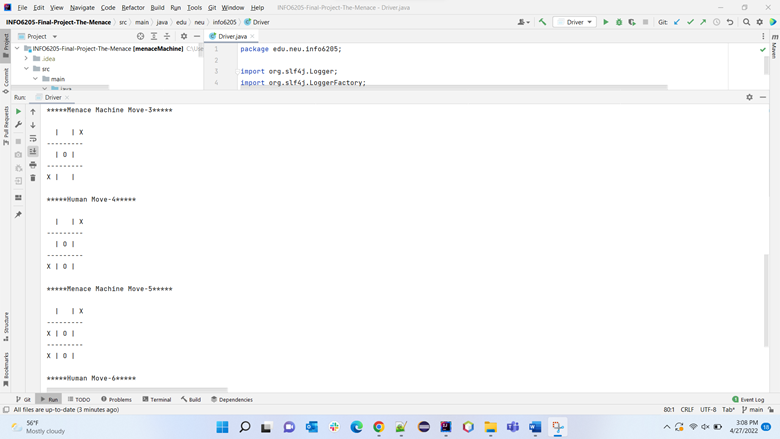 File Edit View Navigate Code Refactor Build Run Tools Git Window Help INFO6205-Final-Project-The-Menace - Driver.java
INFO6205-Final-Project-The-Menace › src › main › java › edu › neu › info6205 › Driver
Driver
Git:
Project
Driver.java
INFO6205-Final-Project-The-Menace [menaceMachine]
.idea
src
main
java
1 package edu.neu.info6205;
2
3 import org.slf4j.Logger;
4 import org.slf4j.LoggerFactory;
Project
Commit
Pull Requests
Structure
Bookmarks
Maven
Run: Driver
*****Menace Machine Move-3*****
| | X
---------
| O |
---------
X | |
*****Human Move-4*****
| | X
---------
| O |
---------
X | O |
*****Menace Machine Move-5*****
| | X
---------
X | O |
---------
X | O |
*****Human Move-6*****
Git Run TODO Problems Terminal Build Dependencies Event Log
All files are up-to-date (3 minutes ago) 80:1 CRLF UTF-8 Tab* main
56°F
Mostly cloudy
3:08 PM
4/27/2022